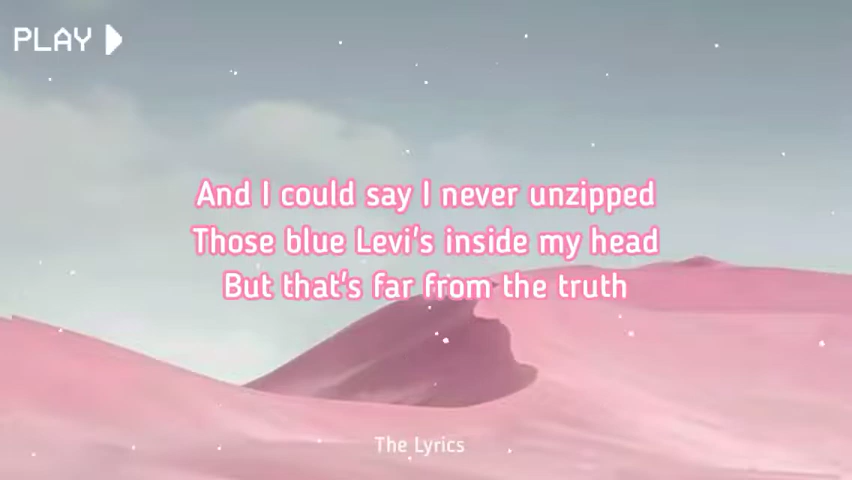 PLAY
And I could say I never unzipped
Those blue Levi's inside my head
But that's far from the truth
The Lyrics